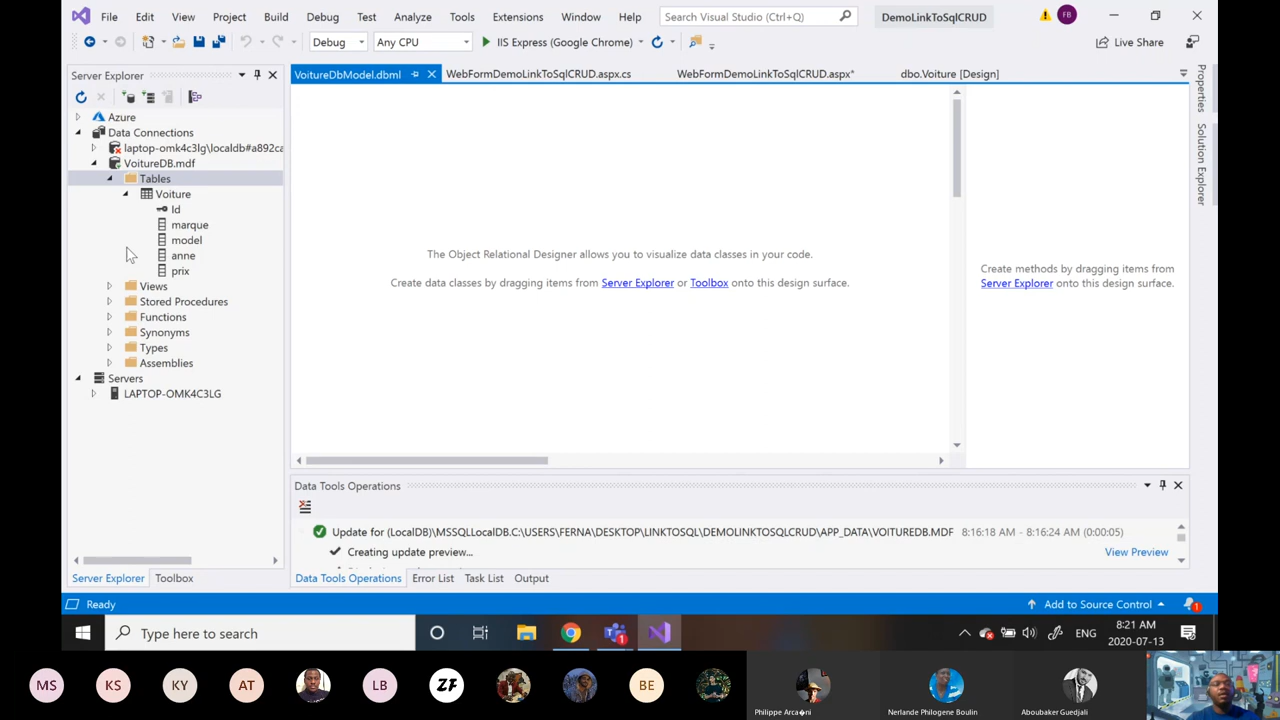 File Edit View Project Build Debug Test Analyze Tools Extensions Window Help Search Visual Studio (Ctrl+Q) DemoLinkToSqlCRUD FB
Debug Any CPU IIS Express (Google Chrome) Live Share
Server Explorer VoitureDbModel.dbml WebFormDemoLinkToSqlCRUD.aspx.cs WebFormDemoLinkToSqlCRUD.aspx* dbo.Voiture [Design]
Azure
Data Connections
laptop-omk4c3lg\localdb#a892ca
VoitureDB.mdf
Tables
Voiture
Id
marque
model
anne
prix
Views
Stored Procedures
Functions
Synonyms
Types
Assemblies
Servers
LAPTOP-OMK4C3LG
The Object Relational Designer allows you to visualize data classes in your code.
Create data classes by dragging items from Server Explorer or Toolbox onto this design surface.
Create methods by dragging items from
Server Explorer onto this design surface.
Properties
Solution Explorer
Data Tools Operations
Update for (LocalDB)\MSSQLLocalDB.C:\USERS\FERNA\DESKTOP\LINKTOSQL\DEMOLINKTOSQLCRUD\APP_DATA\VOITUREDB.MDF 8:16:18 AM - 8:16:24 AM (0:00:05)
Creating update preview... View Preview
Server Explorer Toolbox Data Tools Operations Error List Task List Output
Ready Add to Source Control 1
Type here to search 1 ENG 8:21 AM
2020-07-13
MS KS KY AT LB ZF BE
Philippe Arca�ni Nerlande Philogene Boulin Aboubaker Guedjali